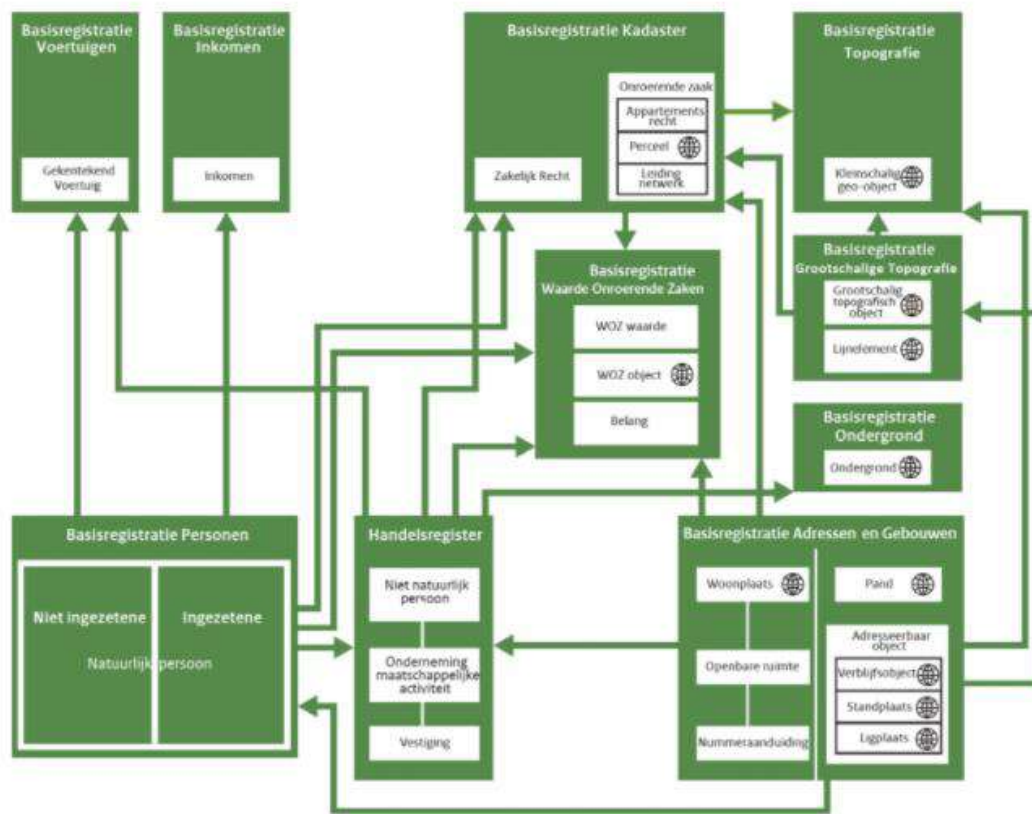 Basisregistratie
Voertuigen
Gekentekend
Voertuig
Basisregistratie
Inkomen
Inkomen
Basisregistratie Kadaster
Onroerende zaak
Appartements
recht
Perceel
Leiding
netwerk
Zakelijk Recht
Basisregistratie
Topografie
Kleinschalig
geo-object
Basisregistratie
Grootschalige Topografie
Grootschalig
topografisch
object
Lijnelement
Basisregistratie
Waarde Onroerende Zaken
WOZ waarde
WOZ object
Belang
Basisregistratie
Ondergrond
Ondergrond
Basisregistratie Personen
Niet ingezetene
Ingezetene
Natuurlijk persoon
Handelsregister
Niet natuurlijk
persoon
Onderneming
maatschappelijke
activiteit
Vestiging
Basisregistratie Adressen en Gebouwen
Woonplaats
Openbare ruimte
Nummeraanduiding
Pand
Adresseerbaar
object
Verblijfsobject
Standplaats
Ligplaats